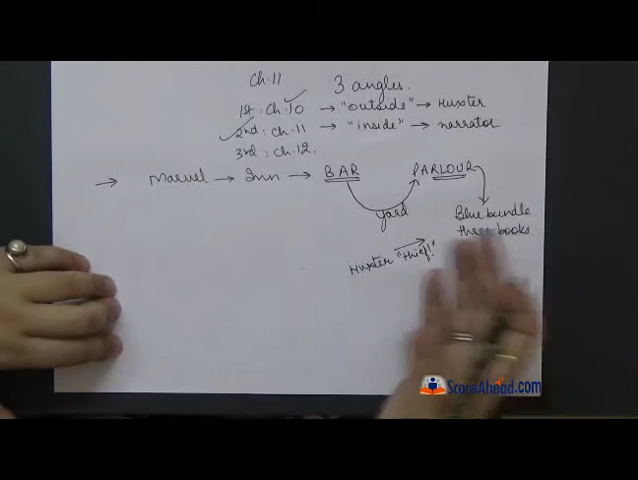 Ch.11
3 angles.
1st : Ch.10 → "outside" → Huxter
2nd : Ch.11 → "inside" → narrator
3rd : Ch.12.
→ Marvel → Inn → BAR PARLOUR
yard
Blue bundle
three books
Huxter → "Thief!"
ScoreAhead.com